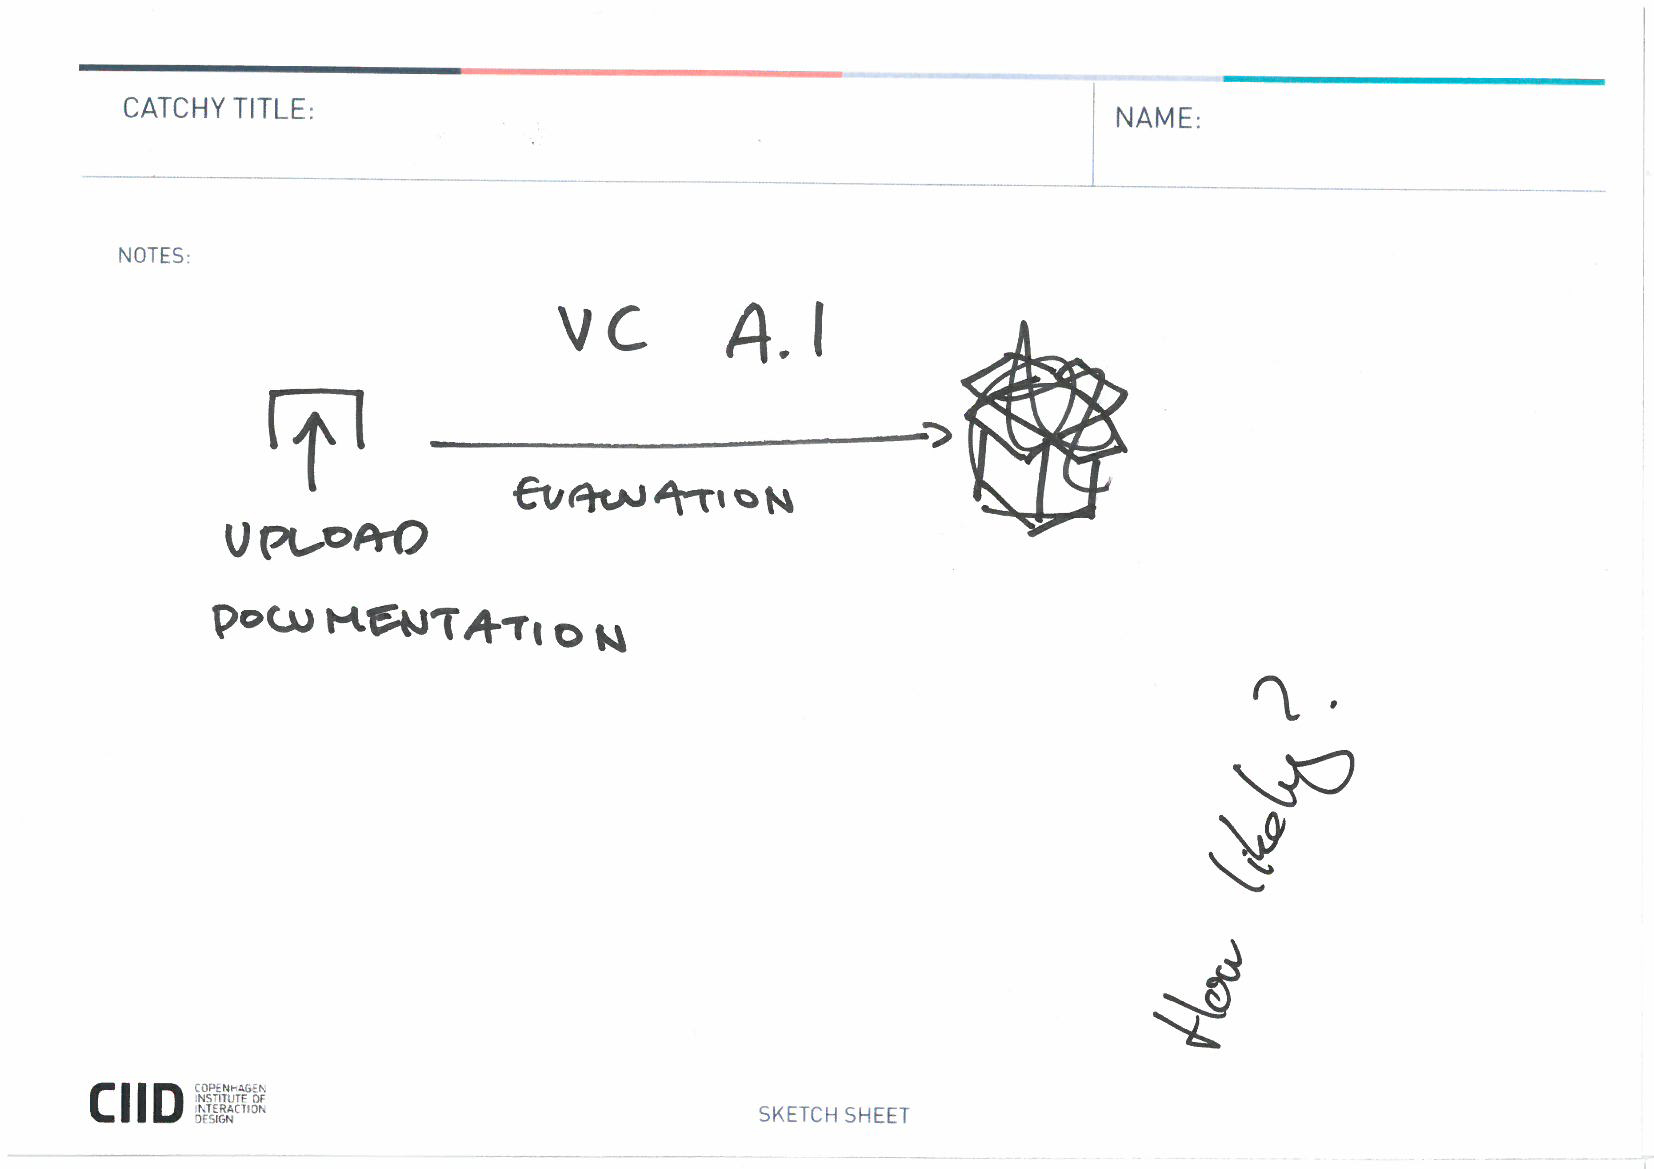 CATCHY TITLE:
NAME:
NOTES:
VC A.I
EVALUATION
UPLOAD
DOCUMENTATION
How likely?
CIID
COPENHAGEN
INSTITUTE OF
INTERACTION
DESIGN
SKETCH SHEET